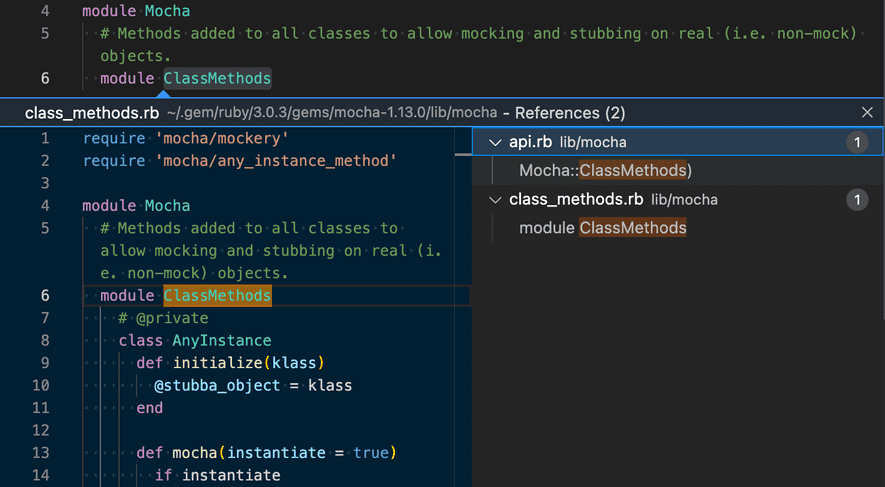 4 module Mocha
5 # Methods added to all classes to allow mocking and stubbing on real (i.e. non-mock)
objects.
6 module ClassMethods
class_methods.rb ~/.gem/ruby/3.0.3/gems/mocha-1.13.0/lib/mocha - References (2)
1 require 'mocha/mockery'
2 require 'mocha/any_instance_method'
3
4 module Mocha
5 # Methods added to all classes to
allow mocking and stubbing on real (i.
e. non-mock) objects.
6 module ClassMethods
7 # @private
8 class AnyInstance
9 def initialize(klass)
10 @stubba_object = klass
11 end
12
13 def mocha(instantiate = true)
14 if instantiate
api.rb lib/mocha 1
Mocha::ClassMethods)
class_methods.rb lib/mocha 1
module ClassMethods